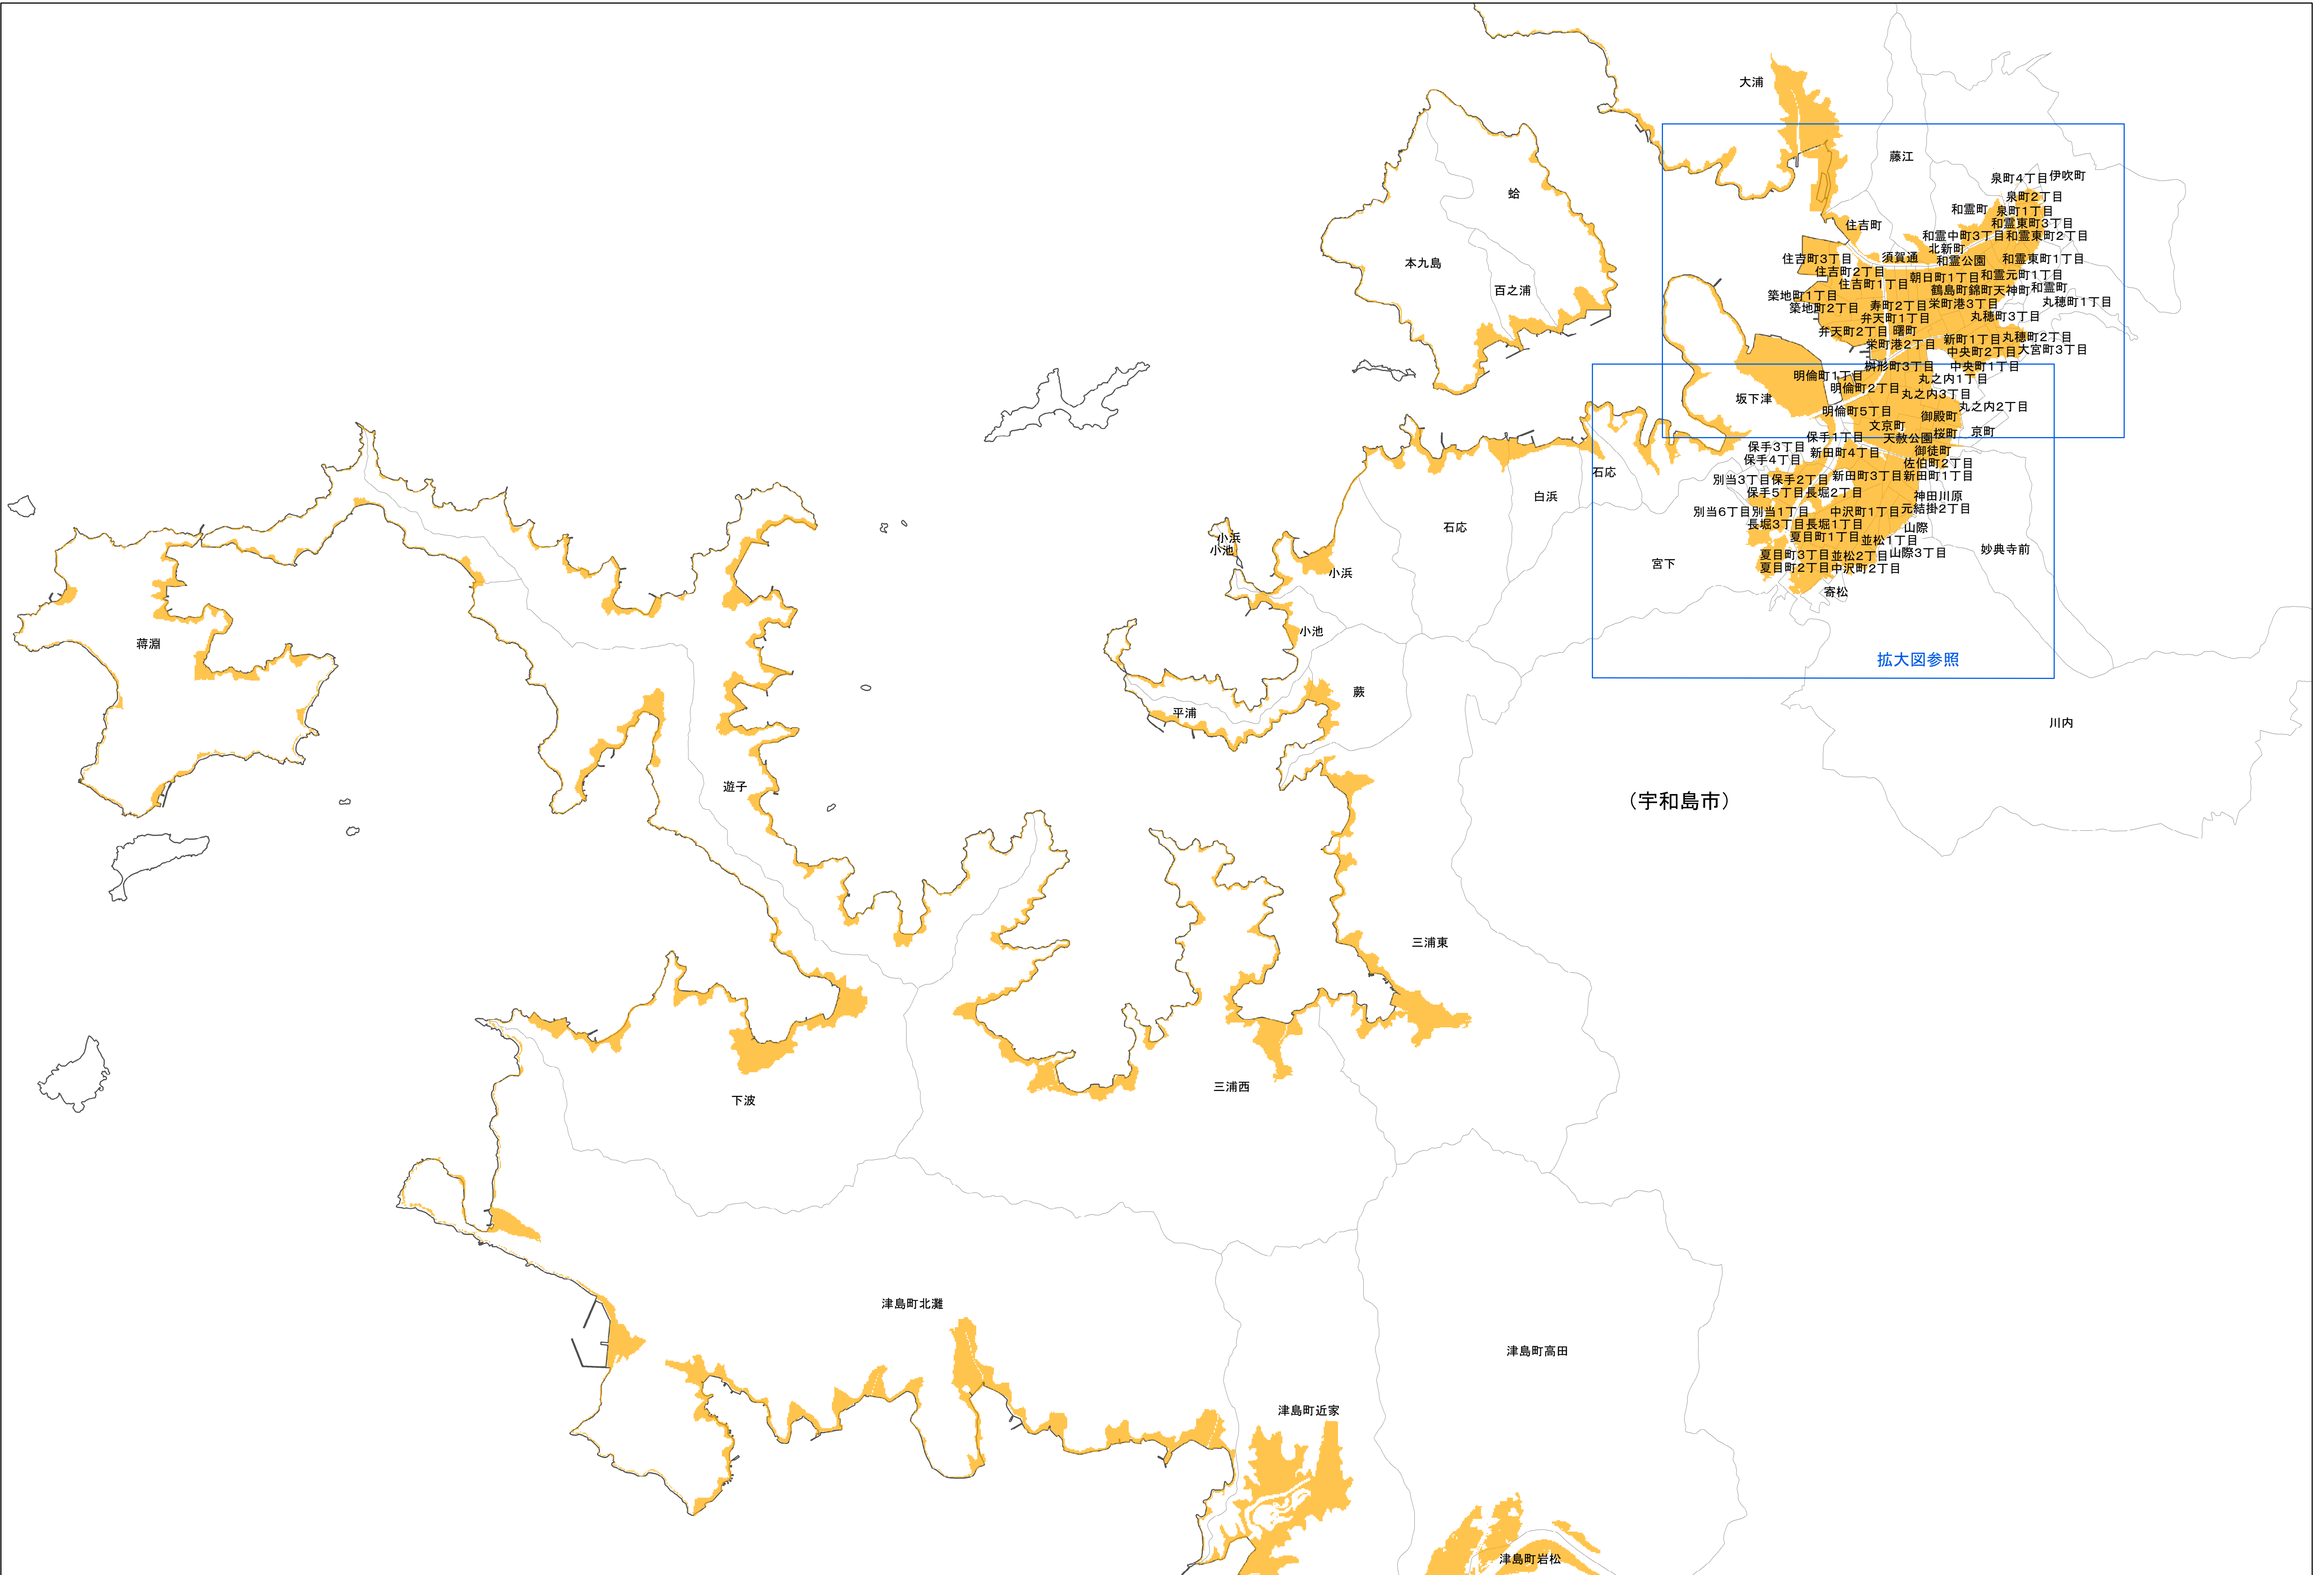 大浦
藤江
泉町4丁目
伊吹町
蛤
泉町2丁目
和霊町
泉町1丁目
住吉町
和霊東町3丁目
和霊中町3丁目
和霊東町2丁目
北新町
住吉町3丁目
須賀通
和霊公園
和霊東町1丁目
本九島
住吉町2丁目
朝日町1丁目
和霊元町1丁目
住吉町1丁目
百之浦
鶴島町
錦町
天神町
和霊町
築地町1丁目
丸穂町1丁目
築地町2丁目
寿町2丁目
栄町港3丁目
弁天町1丁目
丸穂町3丁目
弁天町2丁目
曙町
栄町港2丁目
新町1丁目
丸穂町2丁目
中央町2丁目
大宮町3丁目
桝形町3丁目
中央町1丁目
明倫町1丁目
丸之内1丁目
明倫町2丁目
丸之内3丁目
坂下津
丸之内2丁目
明倫町5丁目
御殿町
文京町
桜町
京町
保手1丁目
天赦公園
保手3丁目
新田町4丁目
御徒町
保手4丁目
佐伯町2丁目
石応
別当3丁目
保手2丁目
新田町3丁目
新田町1丁目
白浜
保手5丁目
長堀2丁目
神田川原
別当6丁目
別当1丁目
中沢町1丁目
元結掛2丁目
石応
長堀3丁目
長堀1丁目
山際
小浜
夏目町1丁目
並松1丁目
小池
夏目町3丁目
並松2丁目
山際3丁目
妙典寺前
宮下
小浜
夏目町2丁目
中沢町2丁目
寄松
小池
蒋淵
拡大図参照
蕨
平浦
川内
遊子
(宇和島市)
三浦東
三浦西
下波
津島町北灘
津島町高田
津島町近家
津島町岩松